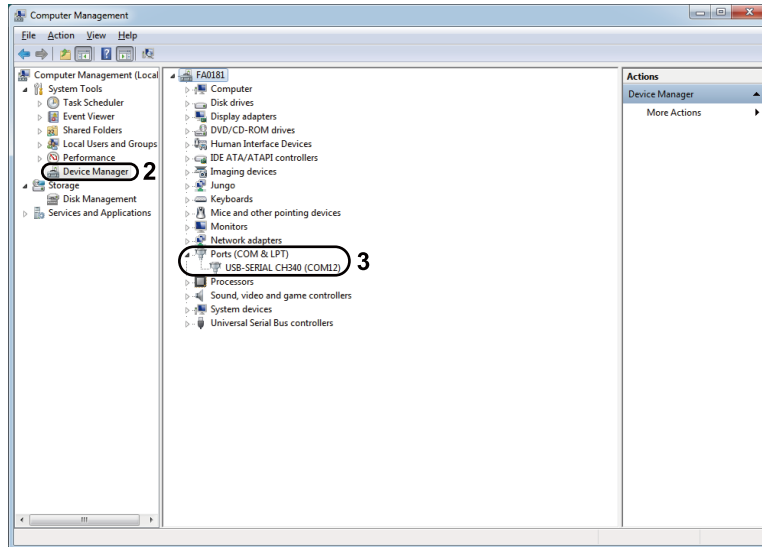 Computer Management
File Action View Help
Computer Management (Local
System Tools
Task Scheduler
Event Viewer
Shared Folders
Local Users and Groups
Performance
Device Manager 2
Storage
Disk Management
Services and Applications
FA0181
Computer
Disk drives
Display adapters
DVD/CD-ROM drives
Human Interface Devices
IDE ATA/ATAPI controllers
Imaging devices
Jungo
Keyboards
Mice and other pointing devices
Monitors
Network adapters
Ports (COM & LPT)
USB-SERIAL CH340 (COM12) 3
Processors
Sound, video and game controllers
System devices
Universal Serial Bus controllers
Actions
Device Manager
More Actions